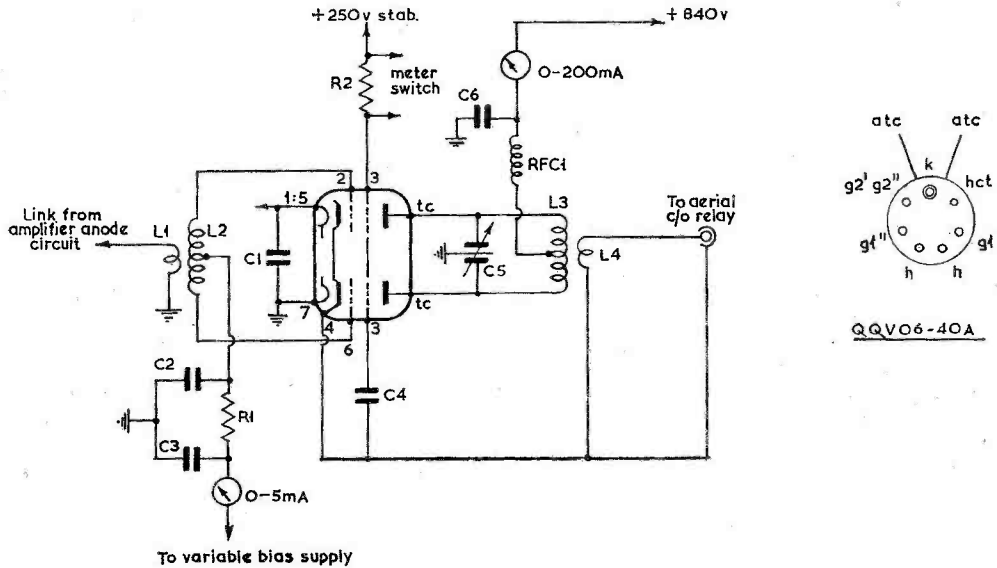 +250v stab.
+840v
R2
meter
switch
0-200mA
C6
RFC1
atc
atc
k
g2' g2"
hct
g1"
g1
h
h
QQV06-40A
2
3
1:5
tc
L3
To aerial
c/o relay
Link from
amplifier anode
circuit
L1
L2
C1
C5
L4
7
4
6
3
tc
C2
R1
C3
C4
0-5mA
To variable bias supply